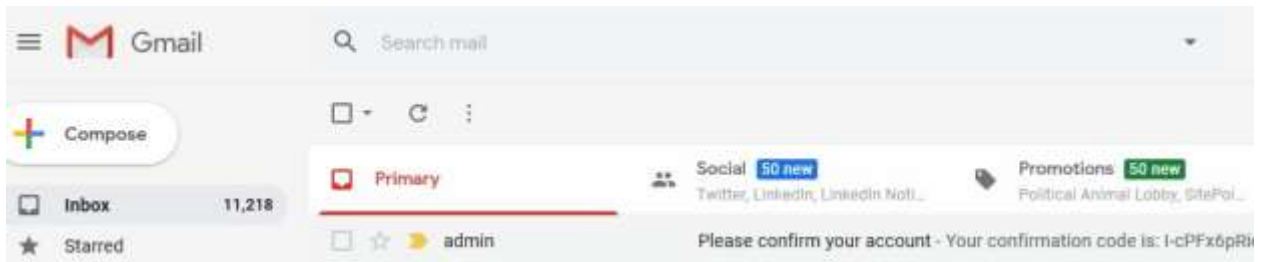 Gmail
Search mail
Compose
Primary
Social 50 new
Twitter, LinkedIn, LinkedIn Noti...
Promotions 50 new
Political Animal Lobby, SitePoi...
Inbox 11,218
Starred
admin Please confirm your account - Your confirmation code is: I-cPFx6pRi